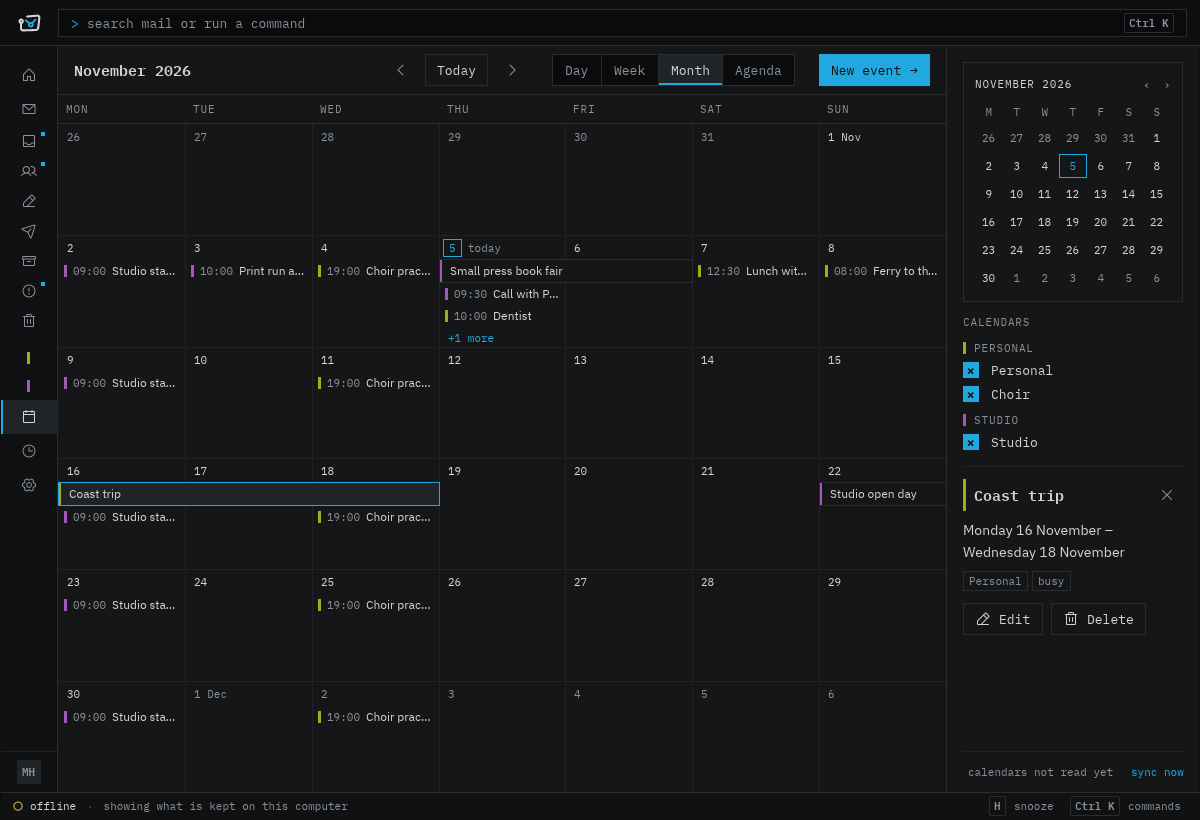 > search mail or run a command Ctrl K
November 2026 Today Day Week Month Agenda New event →
MON TUE WED THU FRI SAT SUN
26 27 28 29 30 31 1 Nov
2 3 4 5 today 6 7 8
09:00 Studio sta… 10:00 Print run a… 19:00 Choir prac… Small press book fair 12:30 Lunch wit… 08:00 Ferry to th…
09:30 Call with P…
10:00 Dentist
+1 more
9 10 11 12 13 14 15
09:00 Studio sta… 19:00 Choir prac…
16 17 18 19 20 21 22
Coast trip Studio open day
09:00 Studio sta… 19:00 Choir prac…
23 24 25 26 27 28 29
09:00 Studio sta… 19:00 Choir prac…
30 1 Dec 2 3 4 5 6
09:00 Studio sta… 19:00 Choir prac…
NOVEMBER 2026 ‹ ›
M T W T F S S
26 27 28 29 30 31 1
2 3 4 5 6 7 8
9 10 11 12 13 14 15
16 17 18 19 20 21 22
23 24 25 26 27 28 29
30 1 2 3 4 5 6
CALENDARS
PERSONAL
Personal
Choir
STUDIO
Studio
Coast trip
Monday 16 November –
Wednesday 18 November
Personal busy
Edit Delete
calendars not read yet sync now
MH
offline · showing what is kept on this computer H snooze Ctrl K commands